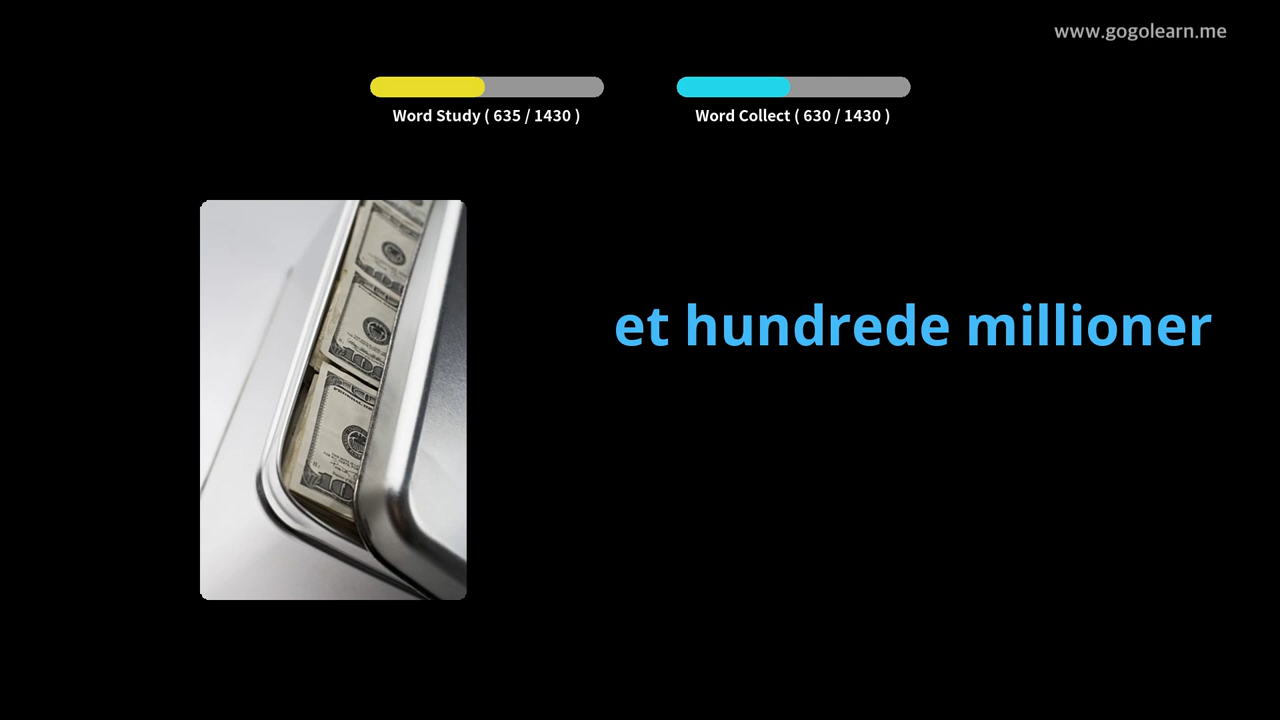 www.gogolearn.me
Word Study ( 635 / 1430 )
Word Collect ( 630 / 1430 )
et hundrede millioner